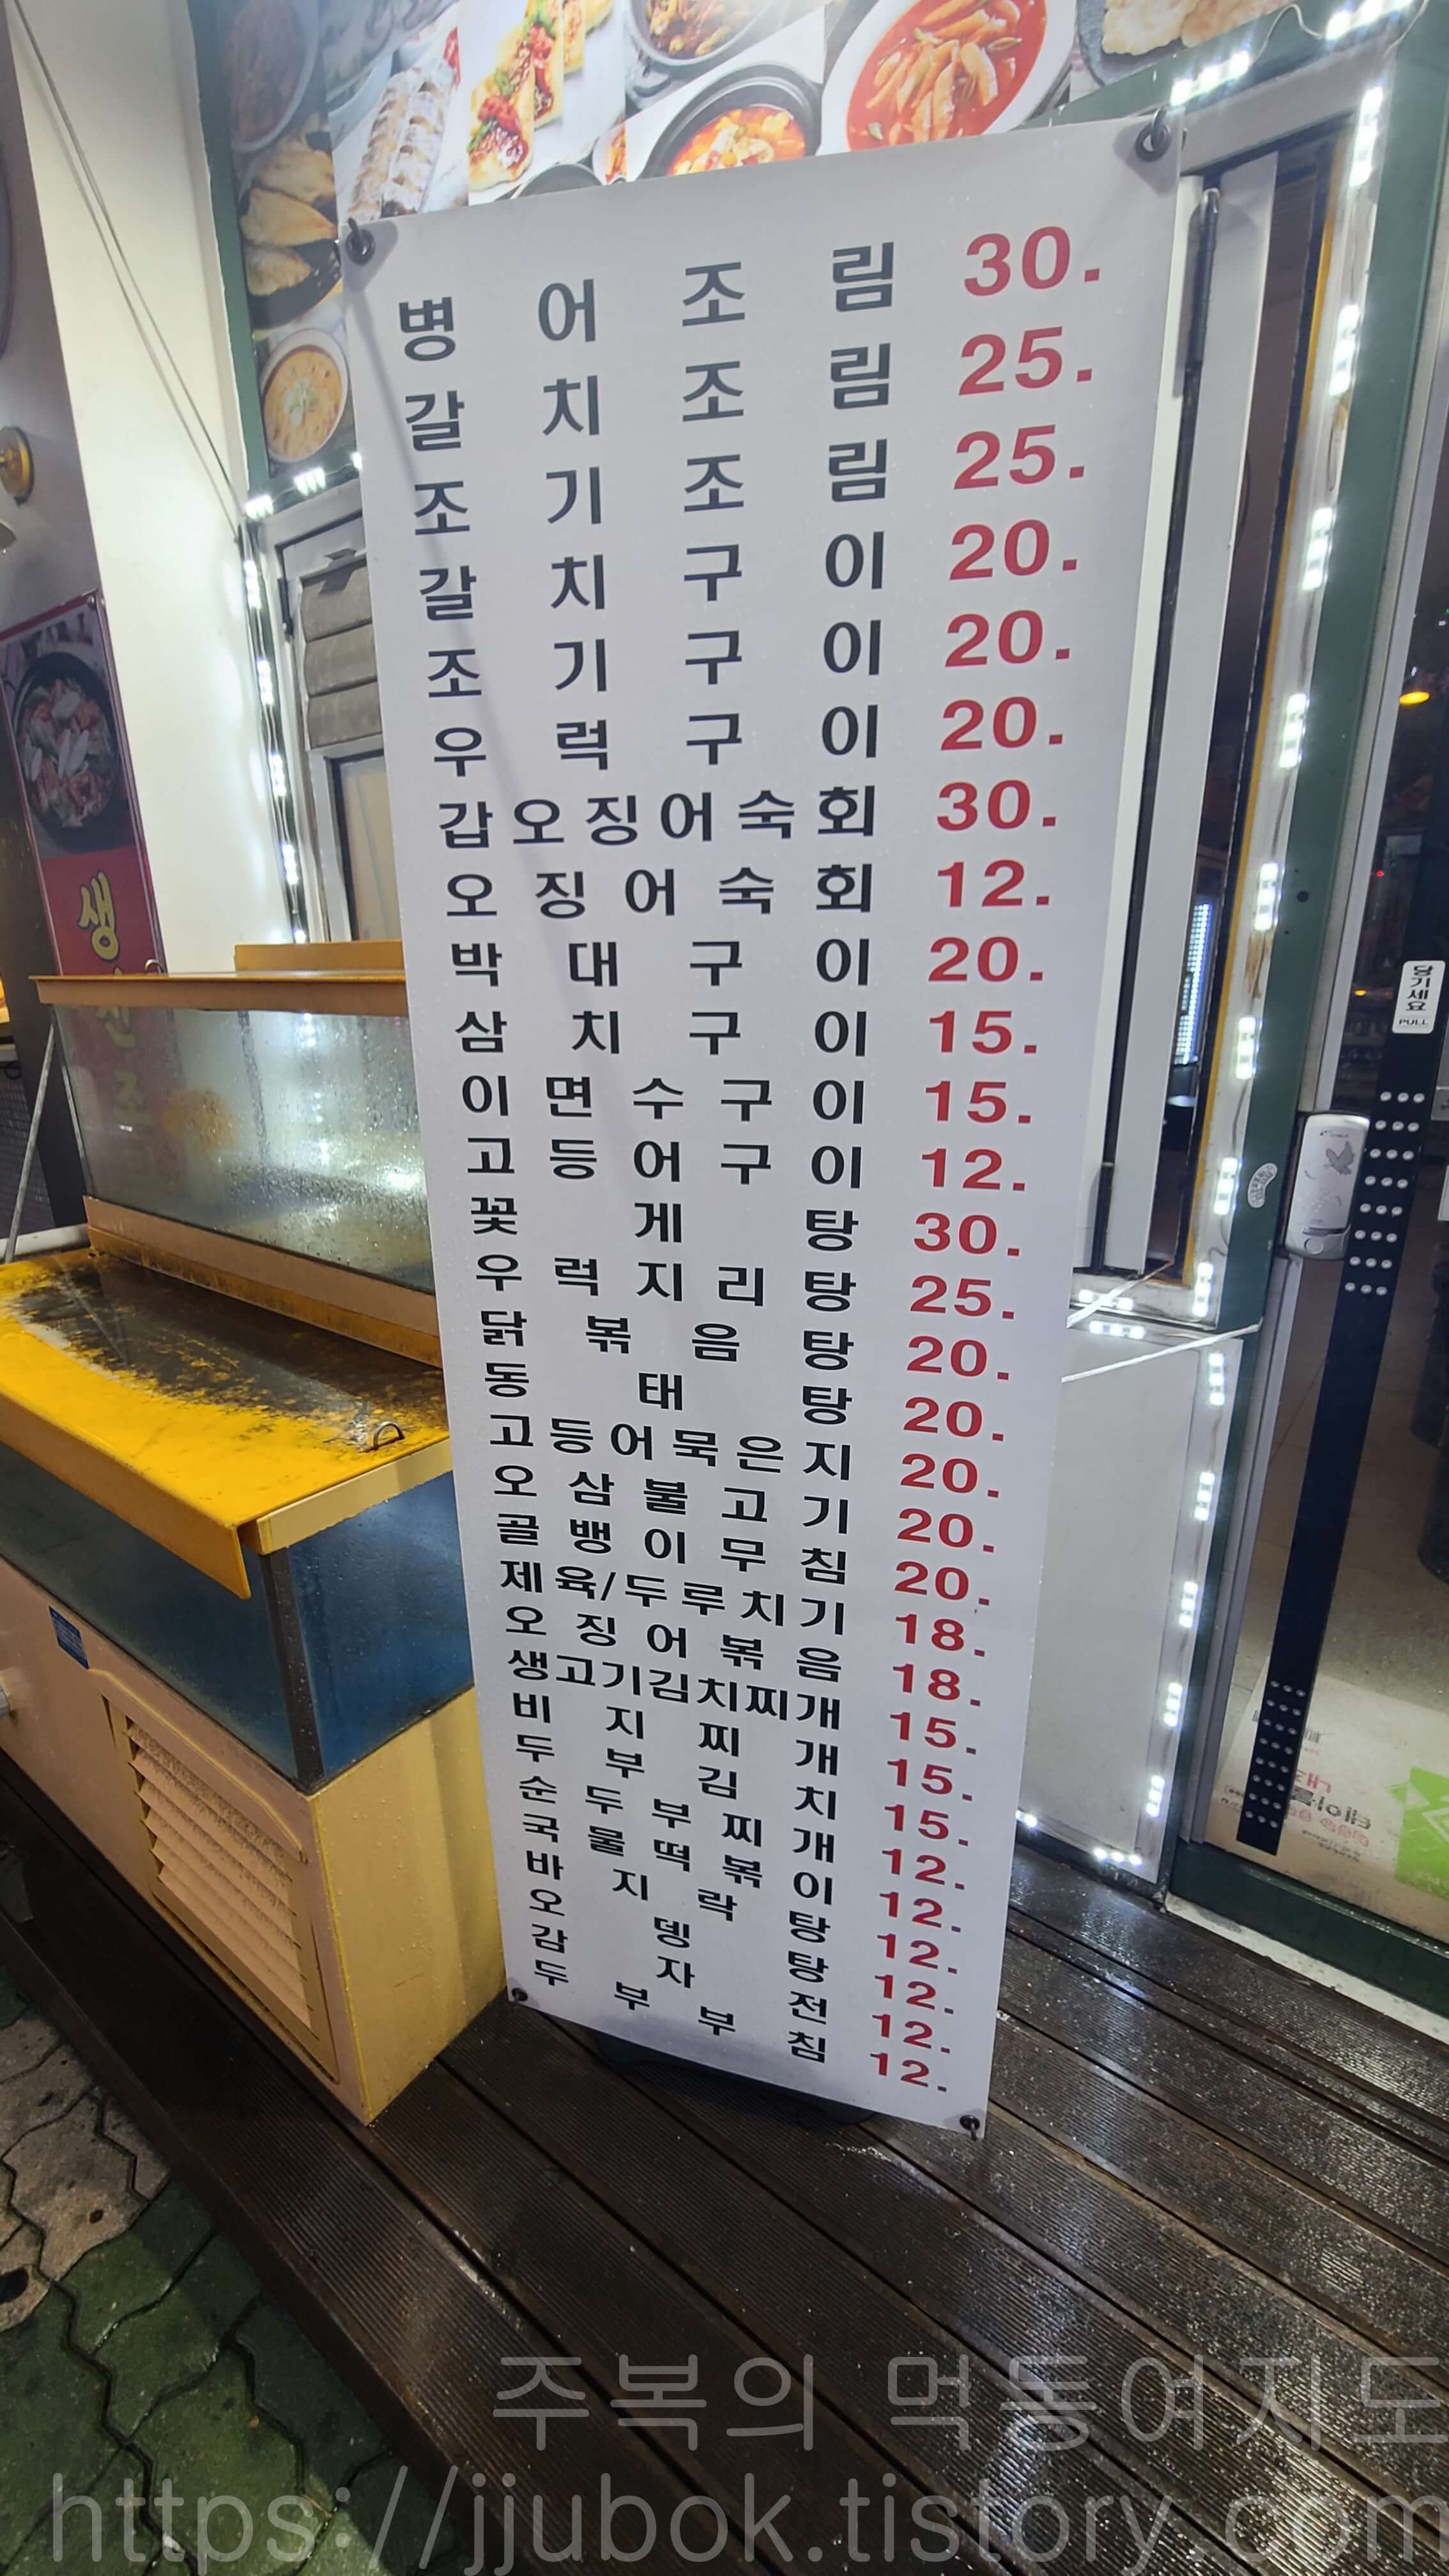 병어조림 30.
갈치조림 25.
조기조림 25.
갈치구이 20.
조기구이 20.
우럭구이 20.
갑오징어숙회 30.
오징어숙회 12.
박대구이 20.
삼치구이 15.
이면수구이 15.
고등어구이 12.
꽃게탕 30.
우럭지리탕 25.
닭볶음탕 20.
동태탕 20.
고등어묵은지 20.
오삼불고기 20.
골뱅이무침 20.
제육/두루치기 18.
오징어볶음 18.
생고기김치찌개 15.
비지찌개 15.
두부김치 15.
순두부찌개 12.
국물떡볶이 12.
바지락탕 12.
오뎅탕 12.
감자전 12.
두부부침 12.
생
당기세요
PULL
주복의 먹동여지도
https://jjubok.tistory.com